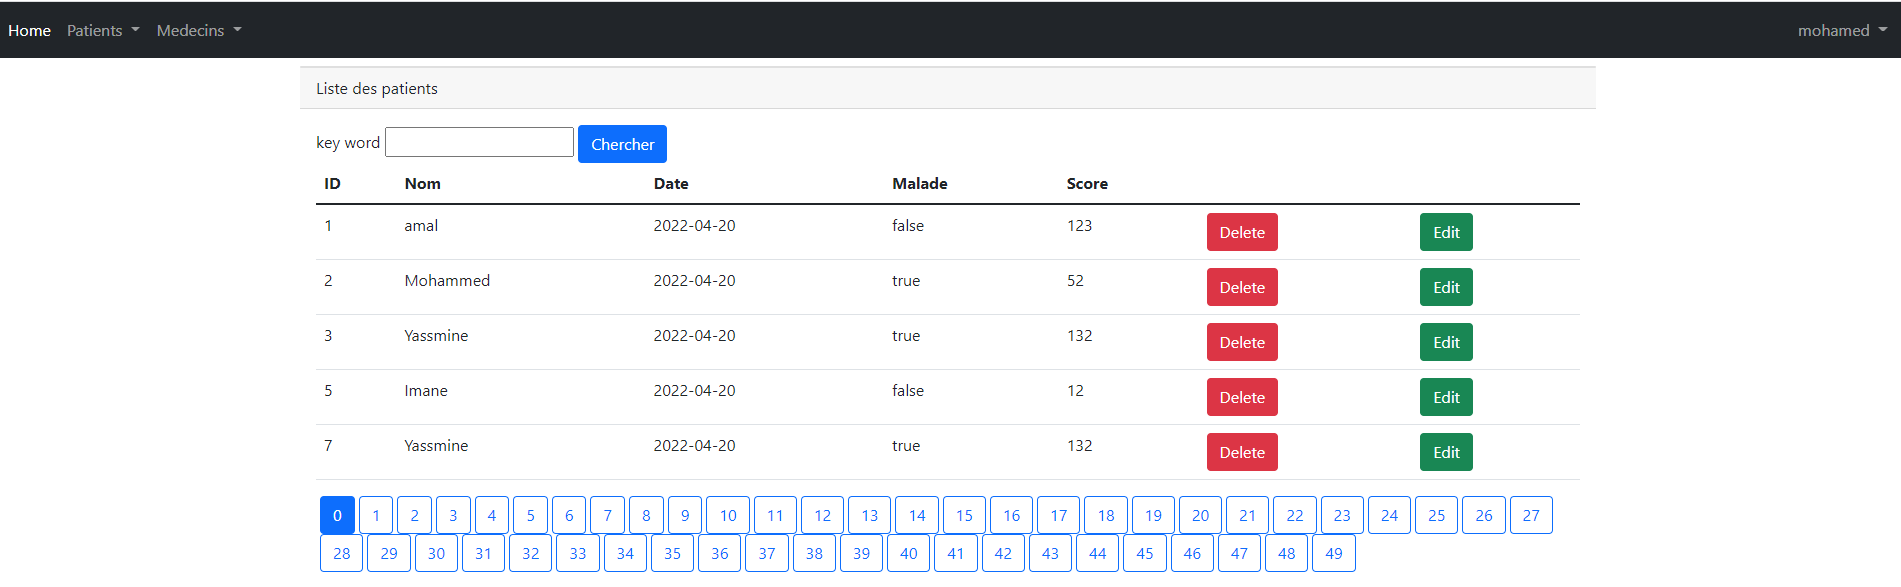 Home Patients Medecins mohamed
Liste des patients
key word Chercher
ID Nom Date Malade Score
1 amal 2022-04-20 false 123 Delete Edit
2 Mohammed 2022-04-20 true 52 Delete Edit
3 Yassmine 2022-04-20 true 132 Delete Edit
5 Imane 2022-04-20 false 12 Delete Edit
7 Yassmine 2022-04-20 true 132 Delete Edit
0 1 2 3 4 5 6 7 8 9 10 11 12 13 14 15 16 17 18 19 20 21 22 23 24 25 26 27
28 29 30 31 32 33 34 35 36 37 38 39 40 41 42 43 44 45 46 47 48 49